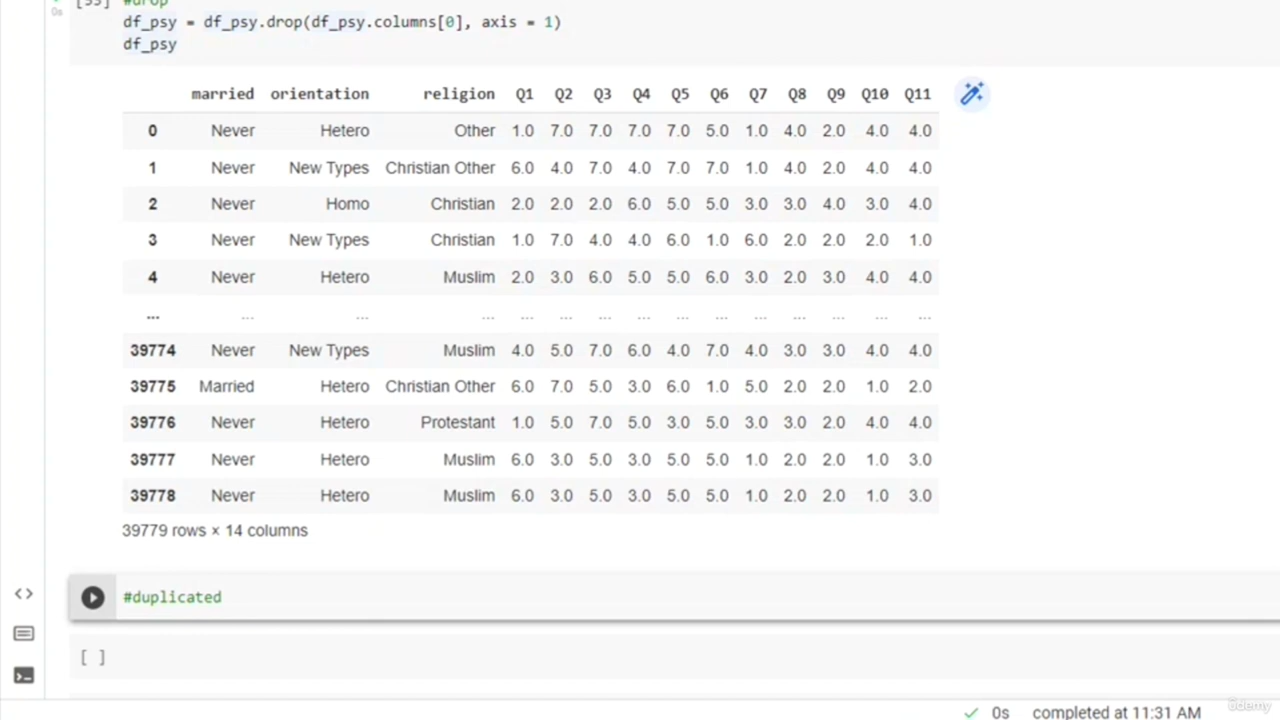 [55] #drop
0s
df_psy = df_psy.drop(df_psy.columns[0], axis = 1)
df_psy
married orientation religion Q1 Q2 Q3 Q4 Q5 Q6 Q7 Q8 Q9 Q10 Q11
0 Never Hetero Other 1.0 7.0 7.0 7.0 7.0 5.0 1.0 4.0 2.0 4.0 4.0
1 Never New Types Christian Other 6.0 4.0 7.0 4.0 7.0 7.0 1.0 4.0 2.0 4.0 4.0
2 Never Homo Christian 2.0 2.0 2.0 6.0 5.0 5.0 3.0 3.0 4.0 3.0 4.0
3 Never New Types Christian 1.0 7.0 4.0 4.0 6.0 1.0 6.0 2.0 2.0 2.0 1.0
4 Never Hetero Muslim 2.0 3.0 6.0 5.0 5.0 6.0 3.0 2.0 3.0 4.0 4.0
... ... ... ... ... ... ... ... ... ... ... ... ... ... ...
39774 Never New Types Muslim 4.0 5.0 7.0 6.0 4.0 7.0 4.0 3.0 3.0 4.0 4.0
39775 Married Hetero Christian Other 6.0 7.0 5.0 3.0 6.0 1.0 5.0 2.0 2.0 1.0 2.0
39776 Never Hetero Protestant 1.0 5.0 7.0 5.0 3.0 5.0 3.0 3.0 2.0 4.0 4.0
39777 Never Hetero Muslim 6.0 3.0 5.0 3.0 5.0 5.0 1.0 2.0 2.0 1.0 3.0
39778 Never Hetero Muslim 6.0 3.0 5.0 3.0 5.0 5.0 1.0 2.0 2.0 1.0 3.0
39779 rows × 14 columns
#duplicated
[ ]
0s completed at 11:31 AM
ûdemy